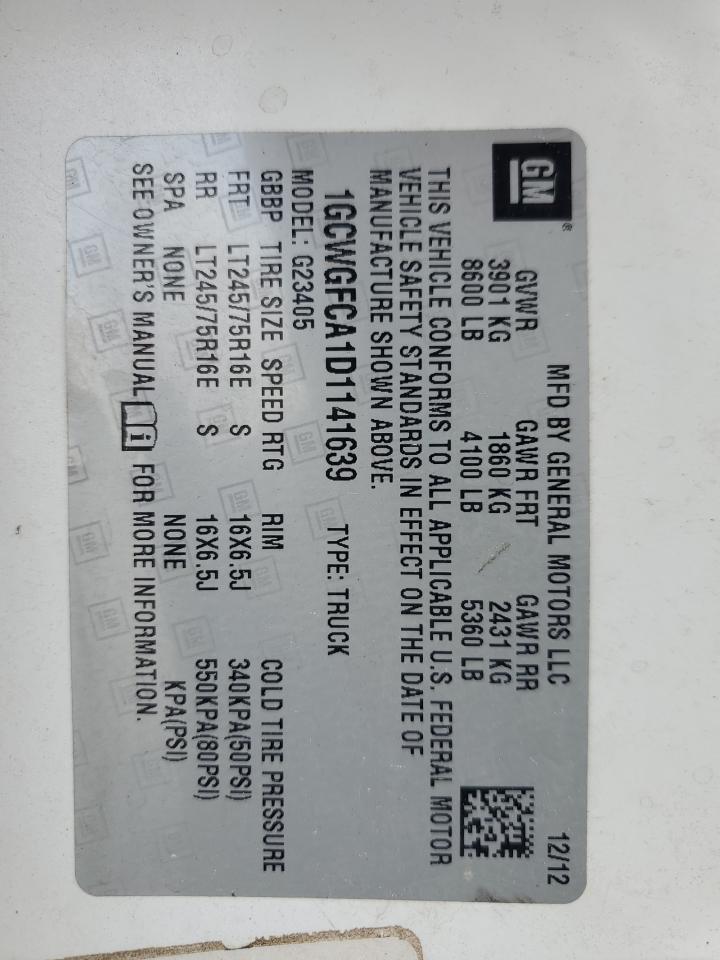 GM®
MFD BY GENERAL MOTORS LLC 12/12
GVWR GAWR FRT GAWR RR
3901 KG 1860 KG 2431 KG
8600 LB 4100 LB 5360 LB
THIS VEHICLE CONFORMS TO ALL APPLICABLE U.S. FEDERAL MOTOR
VEHICLE SAFETY STANDARDS IN EFFECT ON THE DATE OF
MANUFACTURE SHOWN ABOVE.
1GCWGFCA1D1141639 TYPE: TRUCK
MODEL: G23405
GBBP TIRE SIZE SPEED RTG RIM COLD TIRE PRESSURE
FRT LT245/75R16E S 16X6.5J 340KPA(50PSI)
RR LT245/75R16E S 16X6.5J 550KPA(80PSI)
SPA NONE NONE KPA(PSI)
SEE OWNER'S MANUAL i FOR MORE INFORMATION.